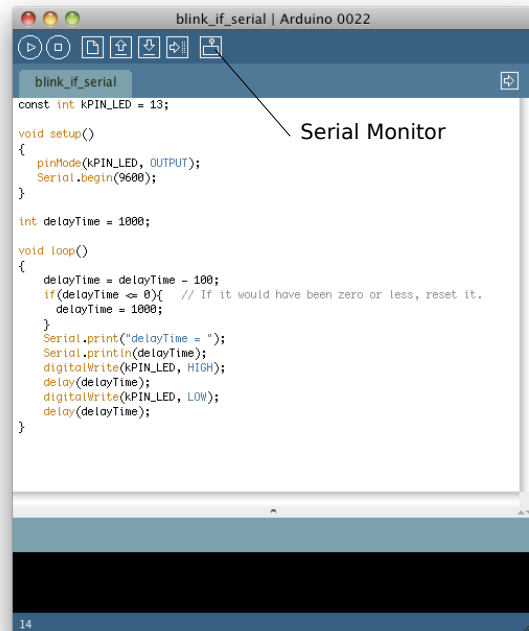 blink_if_serial | Arduino 0022
blink_if_serial
Serial Monitor
const int kPIN_LED = 13;
void setup()
{
pinMode(kPIN_LED, OUTPUT);
Serial.begin(9600);
}
int delayTime = 1000;
void loop()
{
delayTime = delayTime - 100;
if(delayTime <= 0){ // If it would have been zero or less, reset it.
delayTime = 1000;
}
Serial.print("delayTime = ");
Serial.println(delayTime);
digitalWrite(kPIN_LED, HIGH);
delay(delayTime);
digitalWrite(kPIN_LED, LOW);
delay(delayTime);
}
14